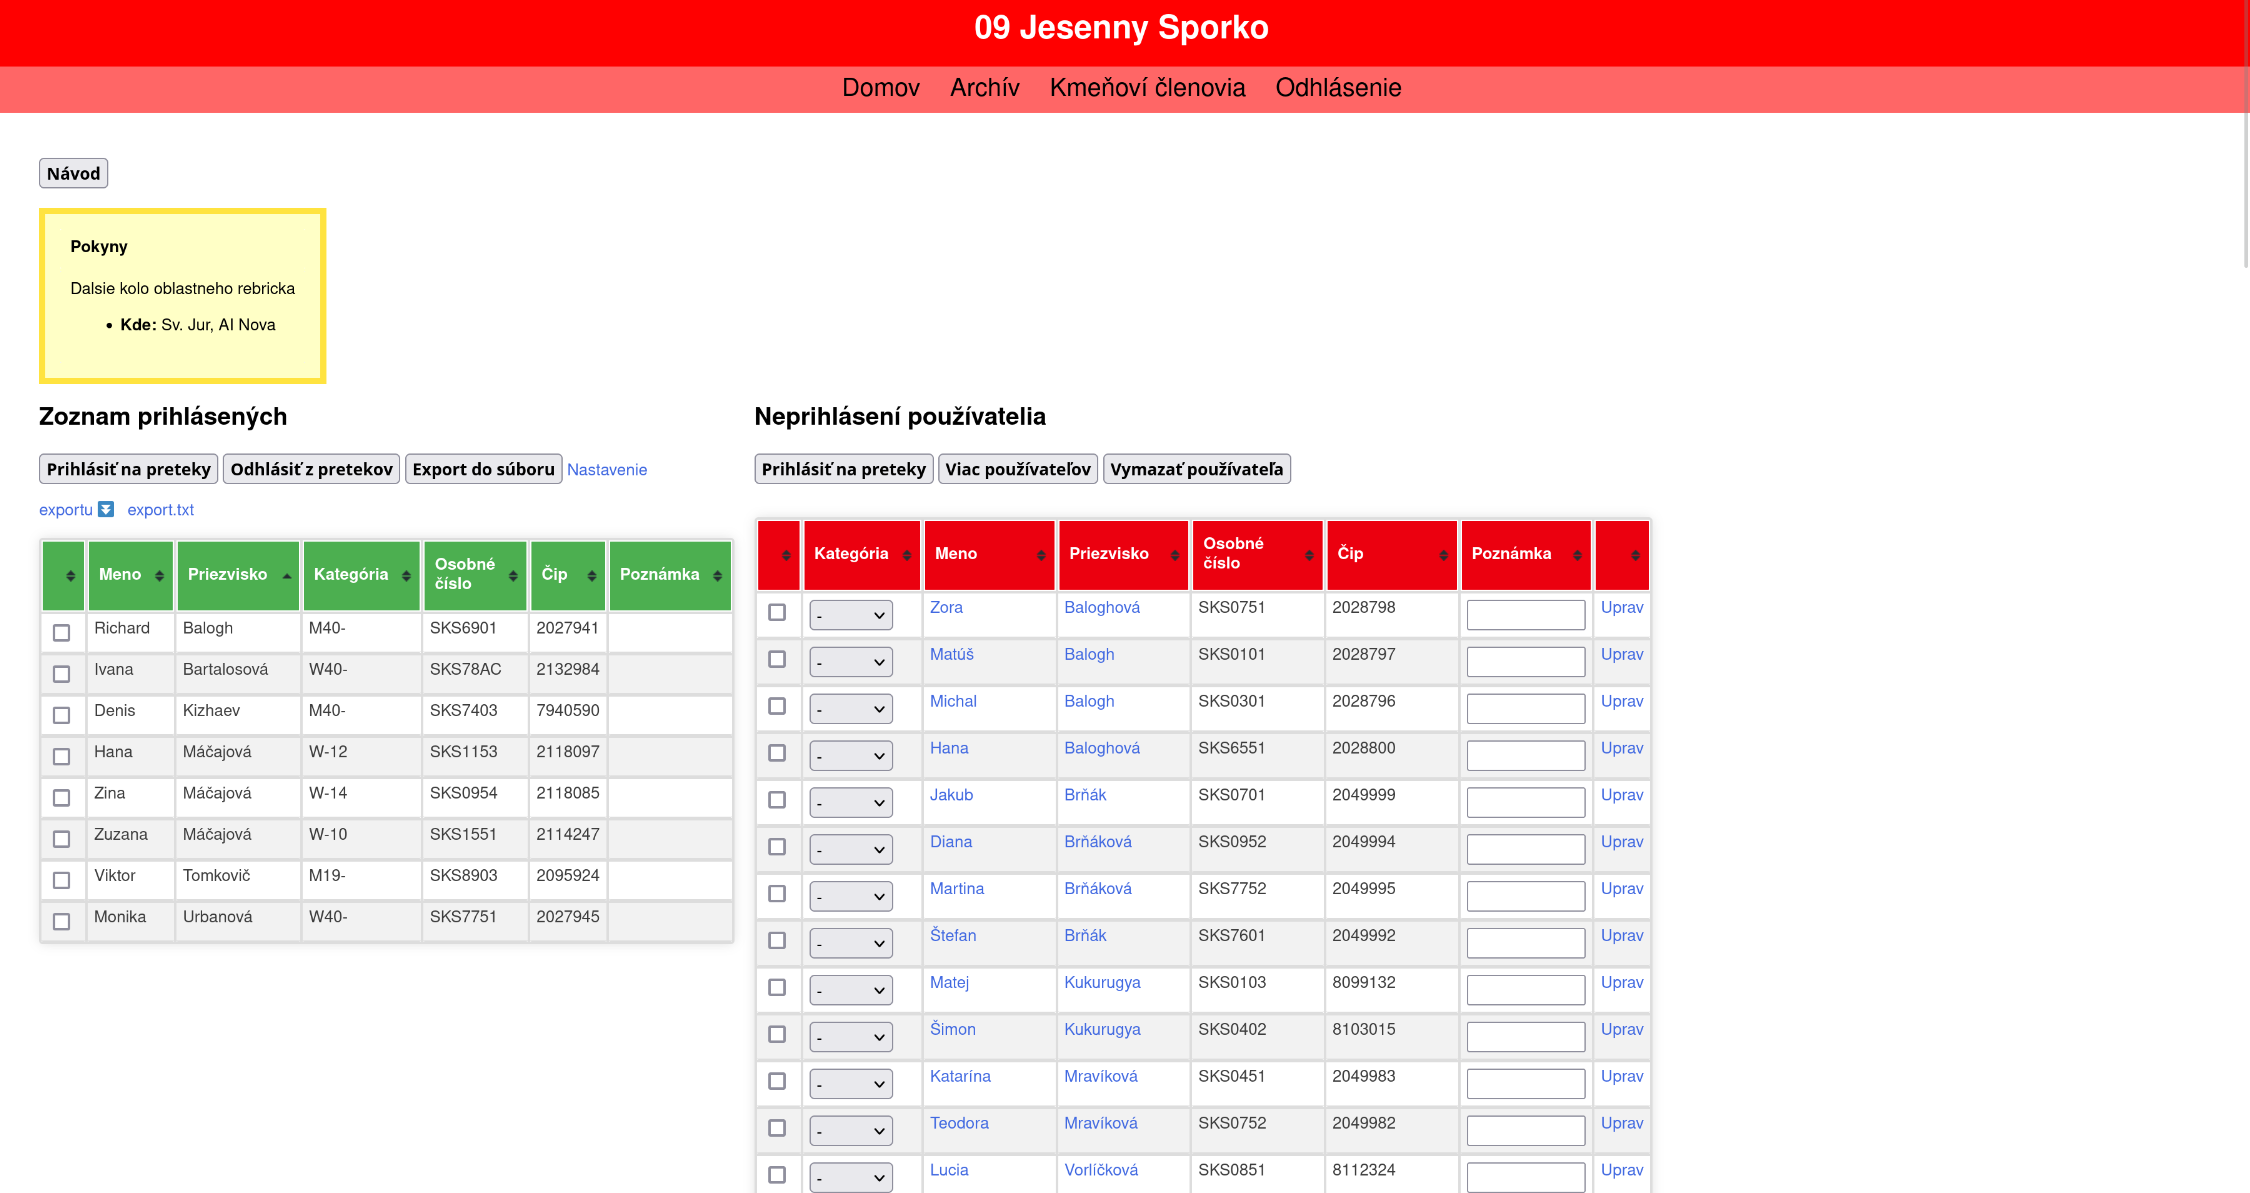 09 Jesenny Sporko
Domov Archív Kmeňoví členovia Odhlásenie
Návod
Pokyny
Dalsie kolo oblastneho rebricka
• Kde: Sv. Jur, AI Nova
Zoznam prihlásených
Prihlásiť na preteky Odhlásiť z pretekov Export do súboru Nastavenie
exportu export.txt
Meno Priezvisko Kategória Osobné číslo Čip Poznámka
Richard Balogh M40- SKS6901 2027941
Ivana Bartalosová W40- SKS78AC 2132984
Denis Kizhaev M40- SKS7403 7940590
Hana Máčajová W-12 SKS1153 2118097
Zina Máčajová W-14 SKS0954 2118085
Zuzana Máčajová W-10 SKS1551 2114247
Viktor Tomkovič M19- SKS8903 2095924
Monika Urbanová W40- SKS7751 2027945
Neprihlásení používatelia
Prihlásiť na preteky Viac používateľov Vymazať používateľa
Kategória Meno Priezvisko Osobné číslo Čip Poznámka
- Zora Baloghová SKS0751 2028798 Uprav
- Matúš Balogh SKS0101 2028797 Uprav
- Michal Balogh SKS0301 2028796 Uprav
- Hana Baloghová SKS6551 2028800 Uprav
- Jakub Brňák SKS0701 2049999 Uprav
- Diana Brňáková SKS0952 2049994 Uprav
- Martina Brňáková SKS7752 2049995 Uprav
- Štefan Brňák SKS7601 2049992 Uprav
- Matej Kukurugya SKS0103 8099132 Uprav
- Šimon Kukurugya SKS0402 8103015 Uprav
- Katarína Mravíková SKS0451 2049983 Uprav
- Teodora Mravíková SKS0752 2049982 Uprav
- Lucia Vorlíčková SKS0851 8112324 Uprav